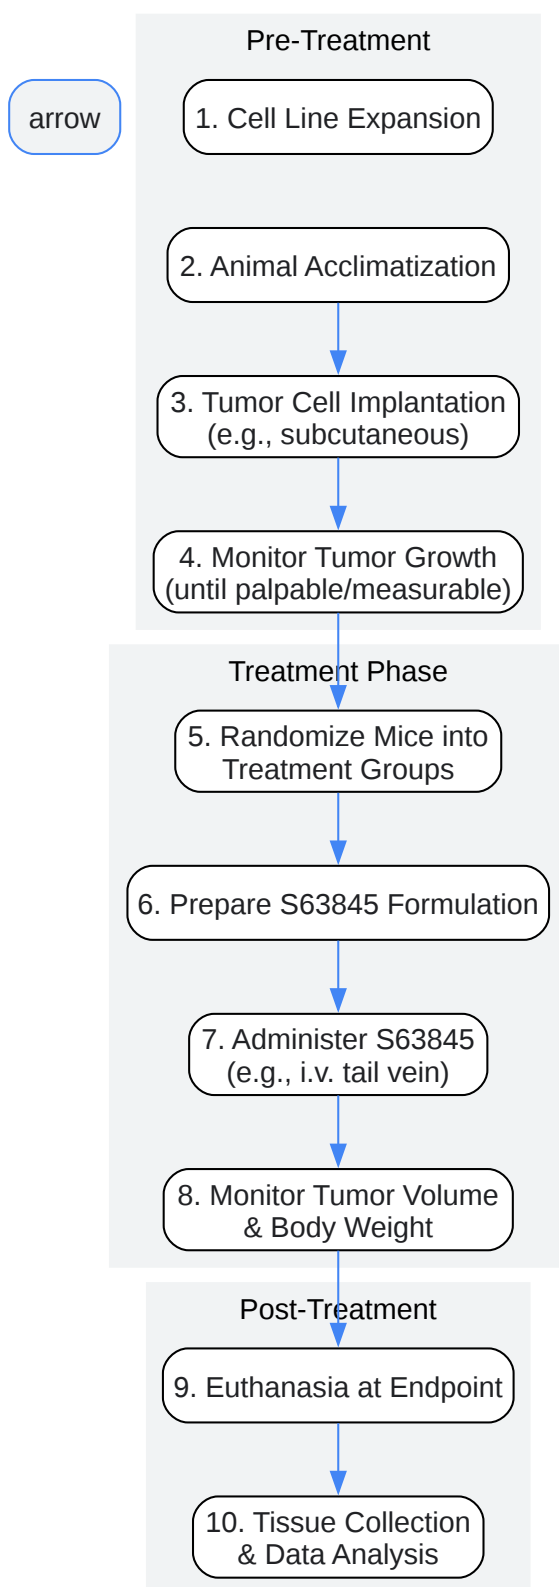 Pre-Treatment
arrow
1. Cell Line Expansion
2. Animal Acclimatization
3. Tumor Cell Implantation
(e.g., subcutaneous)
4. Monitor Tumor Growth
(until palpable/measurable)
Treatment Phase
5. Randomize Mice into
Treatment Groups
6. Prepare S63845 Formulation
7. Administer S63845
(e.g., i.v. tail vein)
8. Monitor Tumor Volume
& Body Weight
Post-Treatment
9. Euthanasia at Endpoint
10. Tissue Collection
& Data Analysis